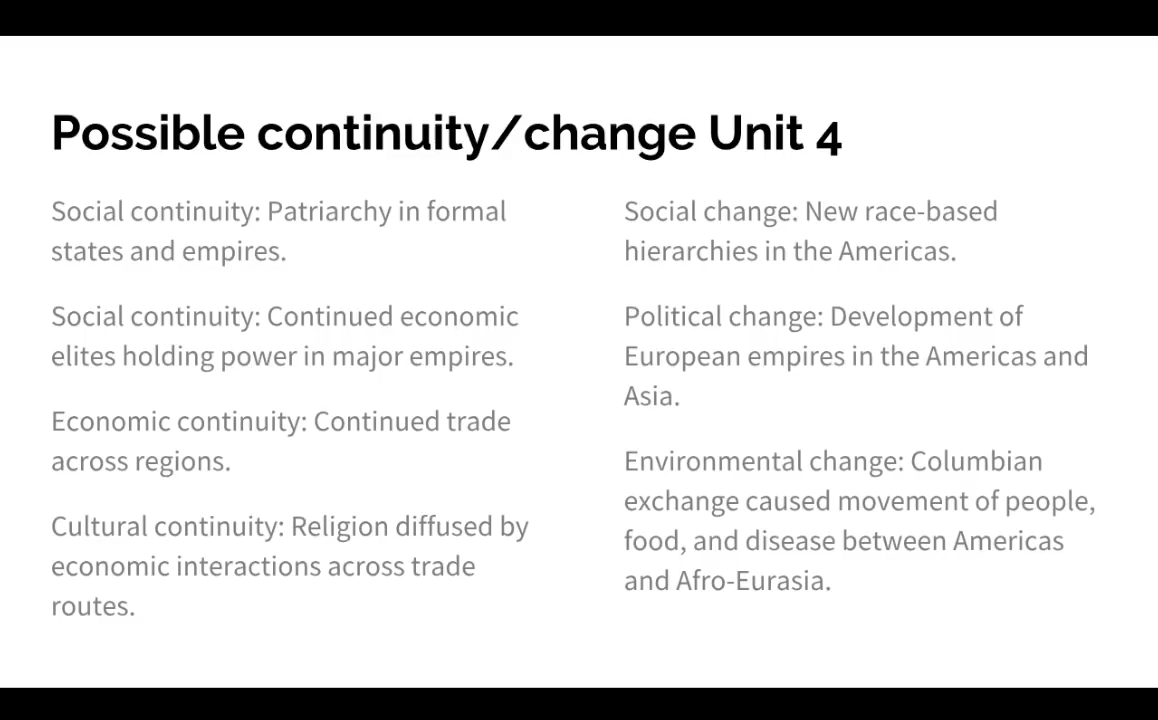 Possible continuity/change Unit 4
Social continuity: Patriarchy in formal
states and empires.
Social continuity: Continued economic
elites holding power in major empires.
Economic continuity: Continued trade
across regions.
Cultural continuity: Religion diffused by
economic interactions across trade
routes.
Social change: New race-based
hierarchies in the Americas.
Political change: Development of
European empires in the Americas and
Asia.
Environmental change: Columbian
exchange caused movement of people,
food, and disease between Americas
and Afro-Eurasia.